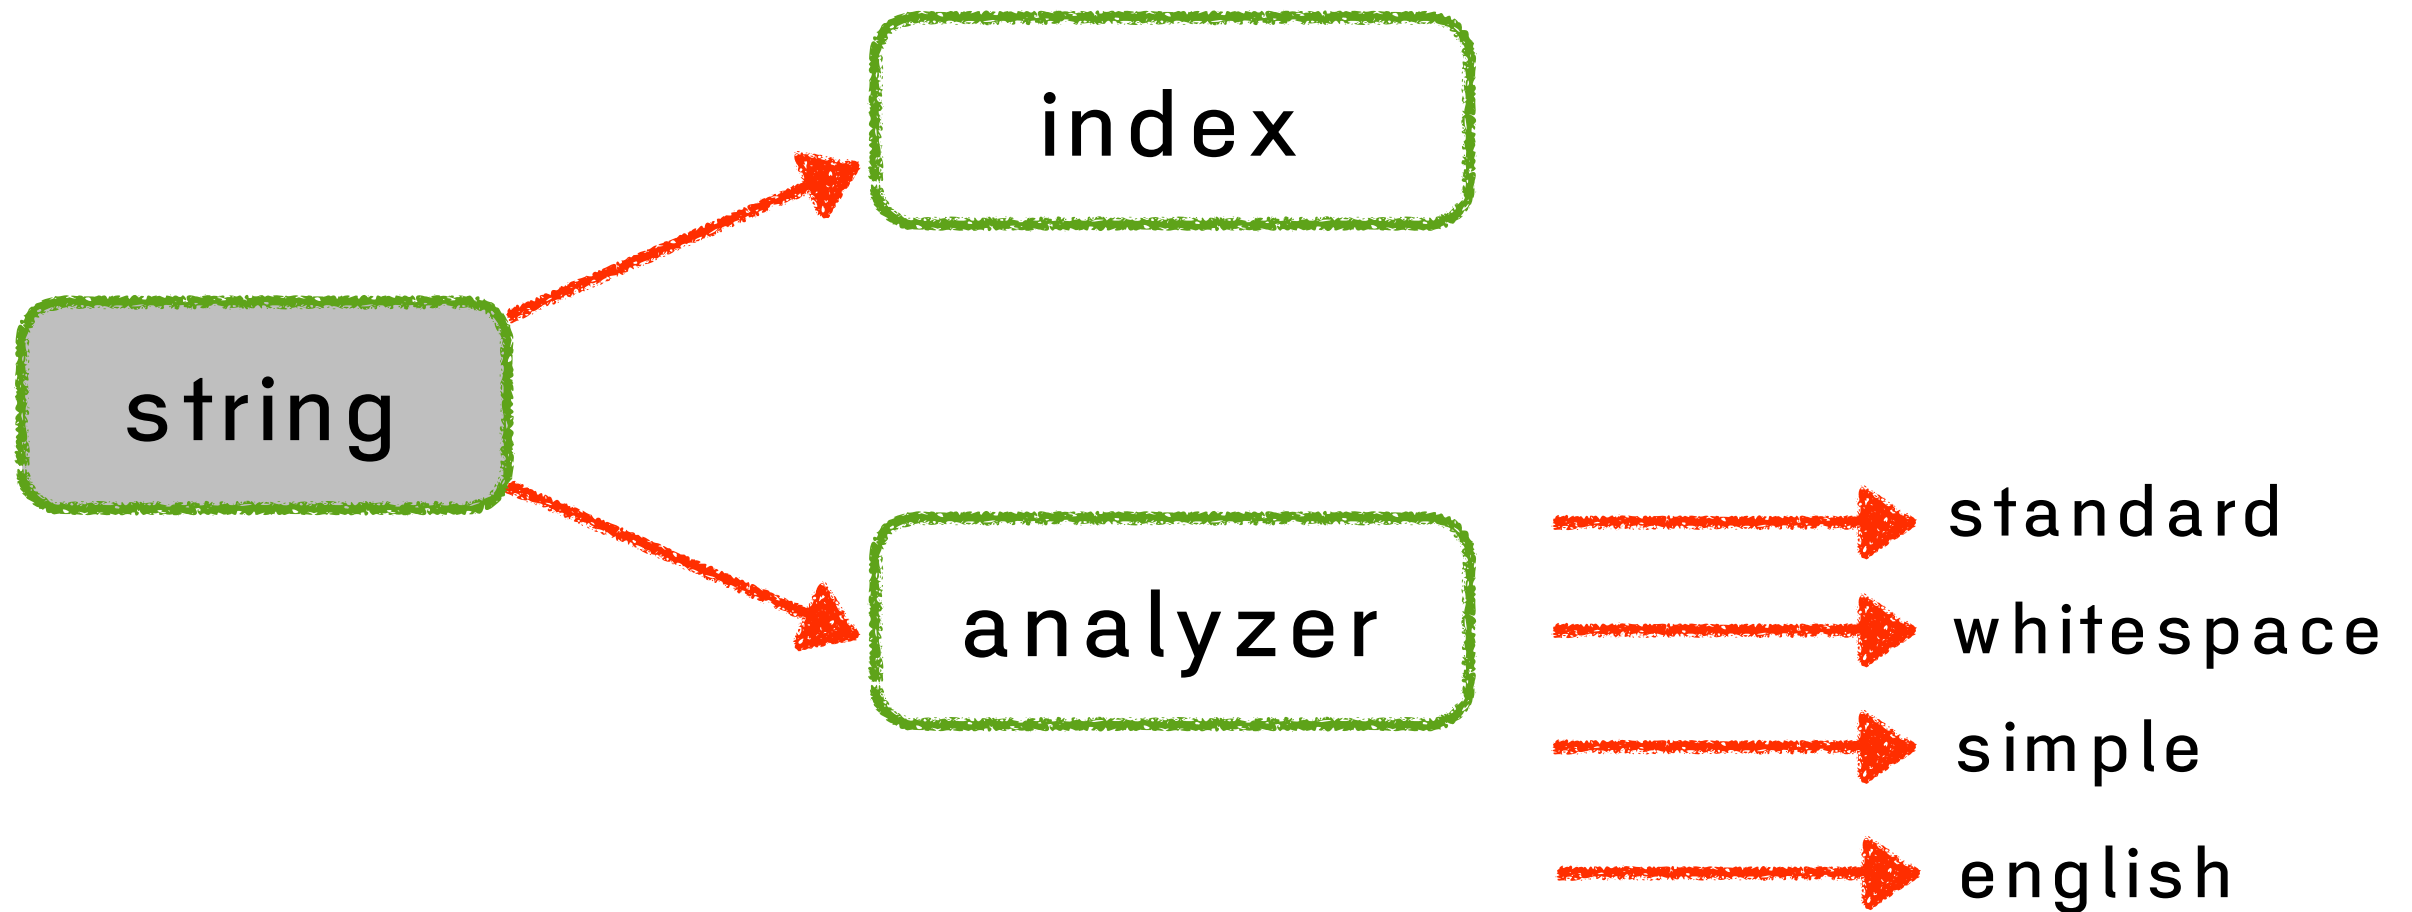 index
string
analyzer
standard
whitespace
simple
english